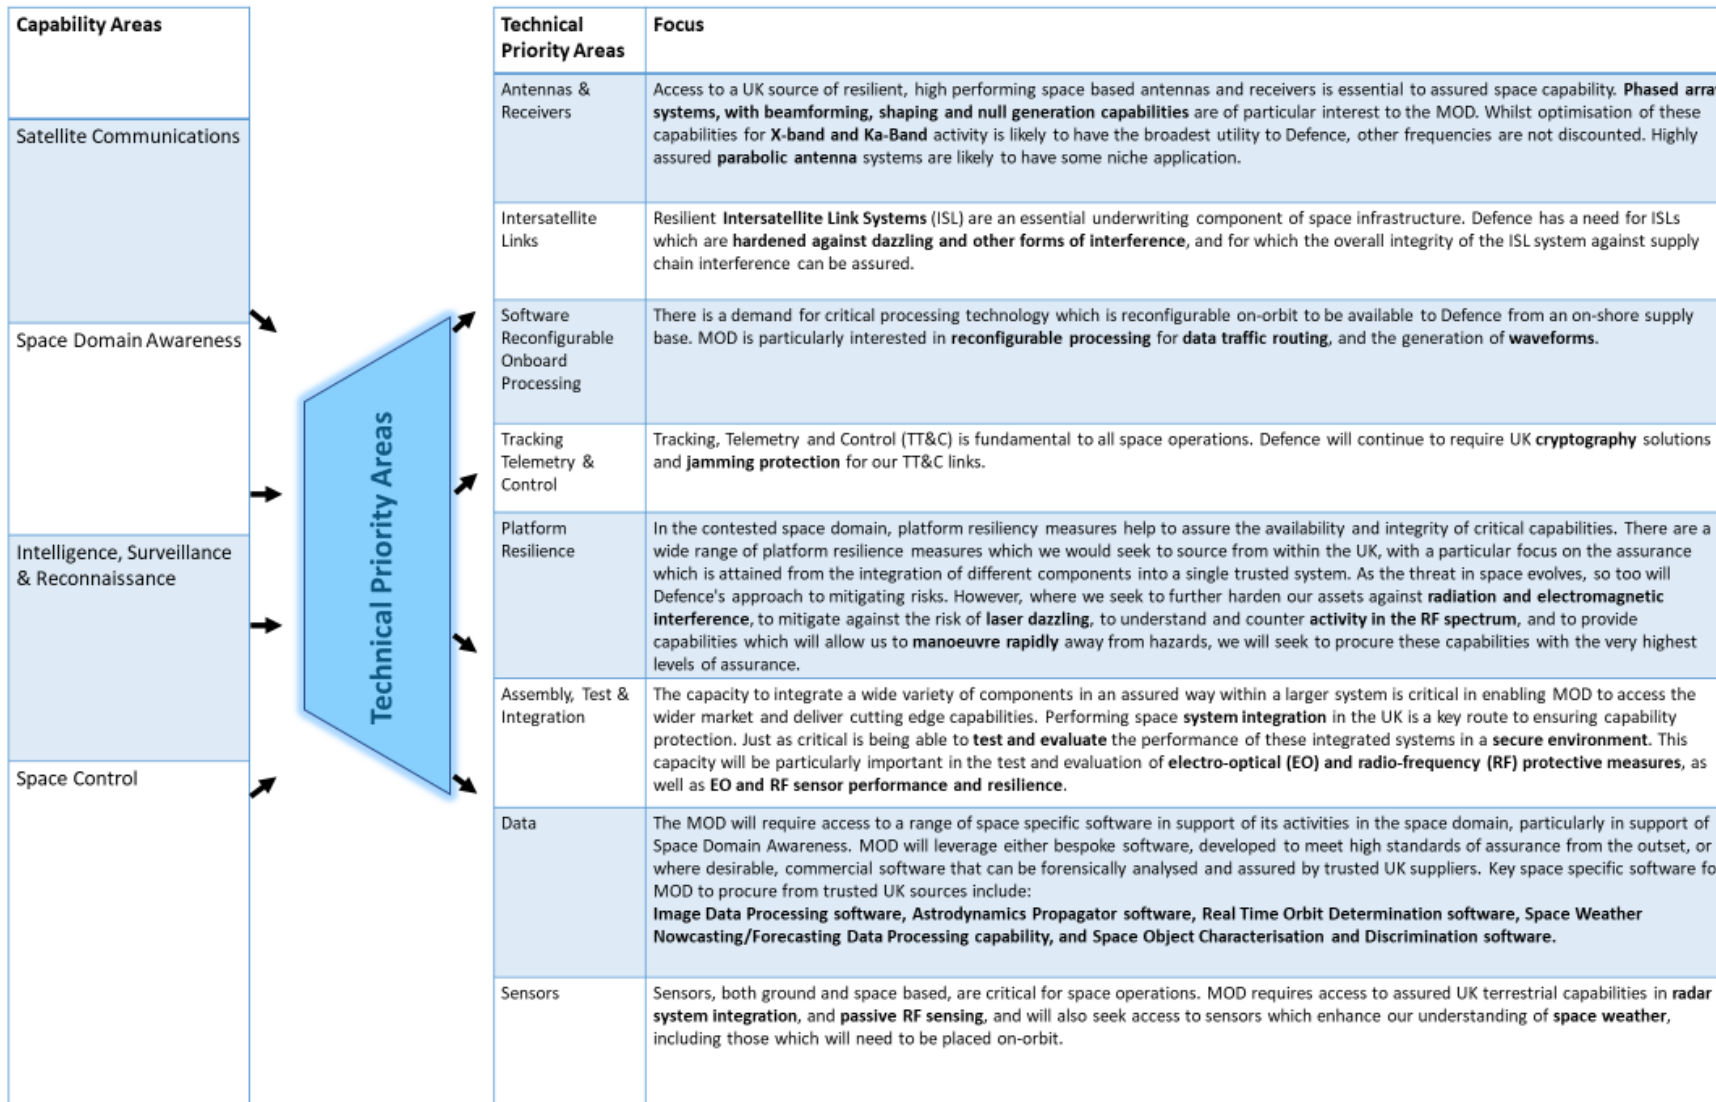 Capability Areas
Satellite Communications
Space Domain Awareness
Intelligence, Surveillance
& Reconnaissance
Space Control
Technical Priority Areas
Technical
Priority Areas
Focus
Antennas &
Receivers
Access to a UK source of resilient, high performing space based antennas and receivers is essential to assured space capability. Phased array
systems, with beamforming, shaping and null generation capabilities are of particular interest to the MOD. Whilst optimisation of these
capabilities for X-band and Ka-Band activity is likely to have the broadest utility to Defence, other frequencies are not discounted. Highly
assured parabolic antenna systems are likely to have some niche application.
Intersatellite
Links
Resilient Intersatellite Link Systems (ISL) are an essential underwriting component of space infrastructure. Defence has a need for ISLs
which are hardened against dazzling and other forms of interference, and for which the overall integrity of the ISL system against supply
chain interference can be assured.
Software
Reconfigurable
Onboard
Processing
There is a demand for critical processing technology which is reconfigurable on-orbit to be available to Defence from an on-shore supply
base. MOD is particularly interested in reconfigurable processing for data traffic routing, and the generation of waveforms.
Tracking
Telemetry &
Control
Tracking, Telemetry and Control (TT&C) is fundamental to all space operations. Defence will continue to require UK cryptography solutions
and jamming protection for our TT&C links.
Platform
Resilience
In the contested space domain, platform resiliency measures help to assure the availability and integrity of critical capabilities. There are a
wide range of platform resilience measures which we would seek to source from within the UK, with a particular focus on the assurance
which is attained from the integration of different components into a single trusted system. As the threat in space evolves, so too will
Defence's approach to mitigating risks. However, where we seek to further harden our assets against radiation and electromagnetic
interference, to mitigate against the risk of laser dazzling, to understand and counter activity in the RF spectrum, and to provide
capabilities which will allow us to manoeuvre rapidly away from hazards, we will seek to procure these capabilities with the very highest
levels of assurance.
Assembly, Test &
Integration
The capacity to integrate a wide variety of components in an assured way within a larger system is critical in enabling MOD to access the
wider market and deliver cutting edge capabilities. Performing space system integration in the UK is a key route to ensuring capability
protection. Just as critical is being able to test and evaluate the performance of these integrated systems in a secure environment. This
capacity will be particularly important in the test and evaluation of electro-optical (EO) and radio-frequency (RF) protective measures, as
well as EO and RF sensor performance and resilience.
Data
The MOD will require access to a range of space specific software in support of its activities in the space domain, particularly in support of
Space Domain Awareness. MOD will leverage either bespoke software, developed to meet high standards of assurance from the outset, or
where desirable, commercial software that can be forensically analysed and assured by trusted UK suppliers. Key space specific software fo
MOD to procure from trusted UK sources include:
Image Data Processing software, Astrodynamics Propagator software, Real Time Orbit Determination software, Space Weather
Nowcasting/Forecasting Data Processing capability, and Space Object Characterisation and Discrimination software.
Sensors
Sensors, both ground and space based, are critical for space operations. MOD requires access to assured UK terrestrial capabilities in radar
system integration, and passive RF sensing, and will also seek access to sensors which enhance our understanding of space weather,
including those which will need to be placed on-orbit.